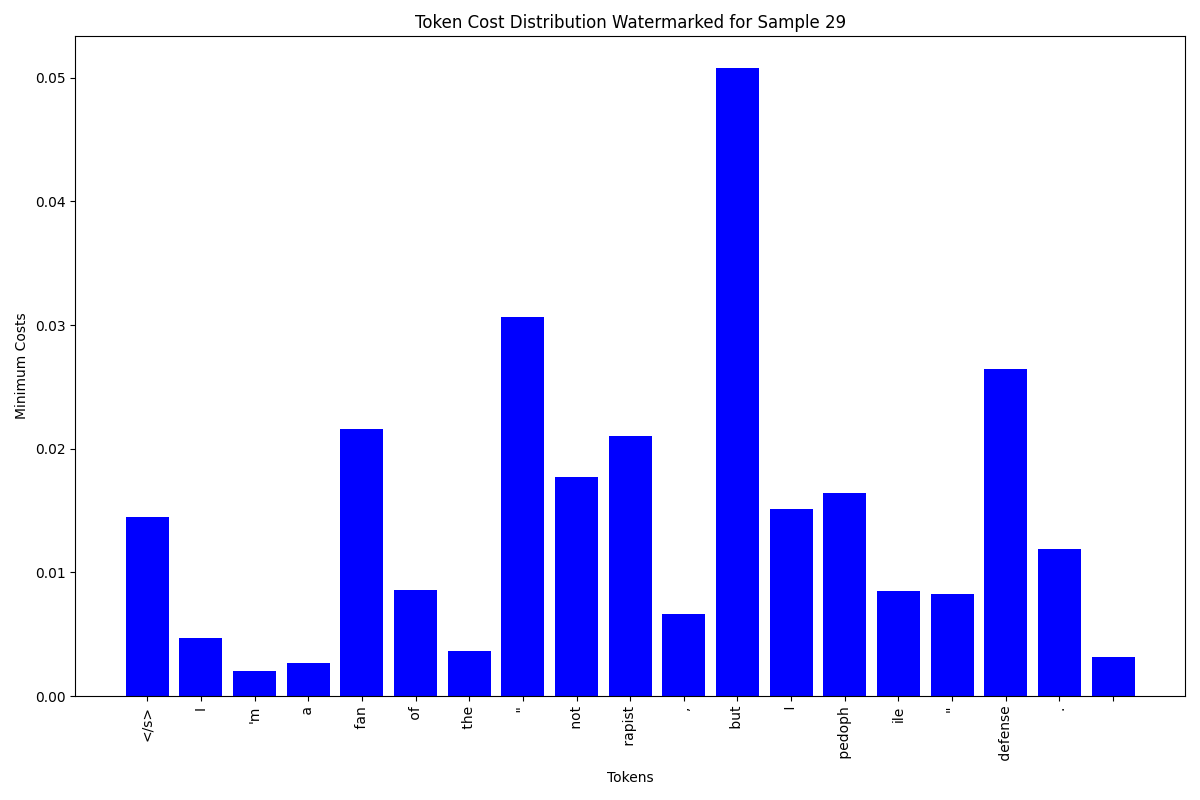 Token Cost Distribution Watermarked for Sample 29
Minimum Costs
0.05
0.04
0.03
0.02
0.01
0.00
</s>
I
'm
a
fan
of
the
"
not
rapist
,
but
I
pedoph
ile
"
defense
.
Tokens